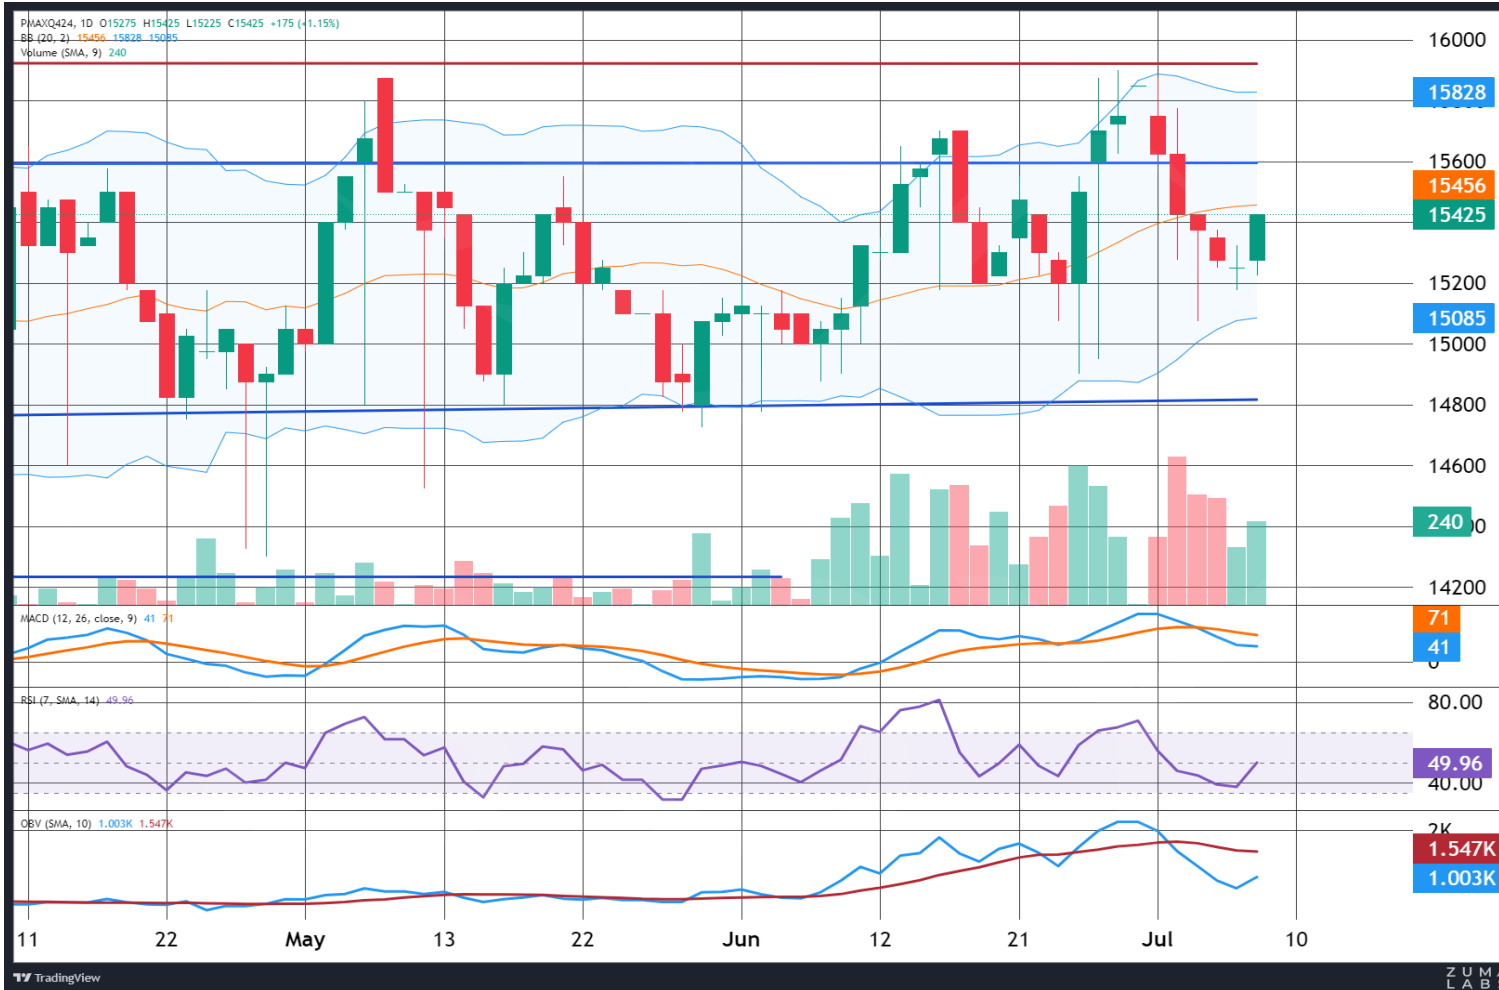 PMAXQ424, 1D O15275 H15425 L15225 C15425 +175 (+1.15%)
BB (20, 2) 15456 15828 15085
Volume (SMA, 9) 240
16000
15828
15600
15456
15425
15200
15085
15000
14800
14600
240
14200
MACD (12, 26, close, 9) 41 71
71
41
0
RSI (7, SMA, 14) 49.96
80.00
49.96
40.00
OBV (SMA, 10) 1.003K 1.547K
2K
1.547K
1.003K
11 22 May 13 22 Jun 12 21 Jul 10
TradingView
ZUMA
LAB